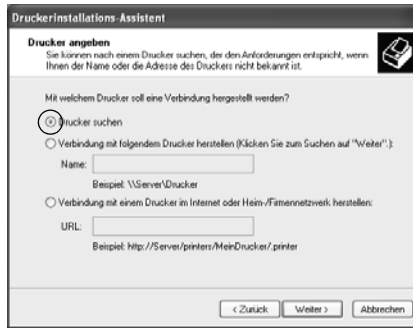 Druckerinstallations-Assistent
Drucker angeben
Sie können nach einem Drucker suchen, der den Anforderungen entspricht, wenn
Ihnen der Name oder die Adresse des Druckers nicht bekannt ist.
Mit welchem Drucker soll eine Verbindung hergestellt werden?
Drucker suchen
Verbindung mit folgendem Drucker herstellen (Klicken Sie zum Suchen auf "Weiter".):
Name:
Beispiel: \\Server\Drucker
Verbindung mit einem Drucker im Internet oder Heim-/Firmennetzwerk herstellen:
URL:
Beispiel: http://Server/printers/MeinDrucker/.printer
< Zurück Weiter > Abbrechen